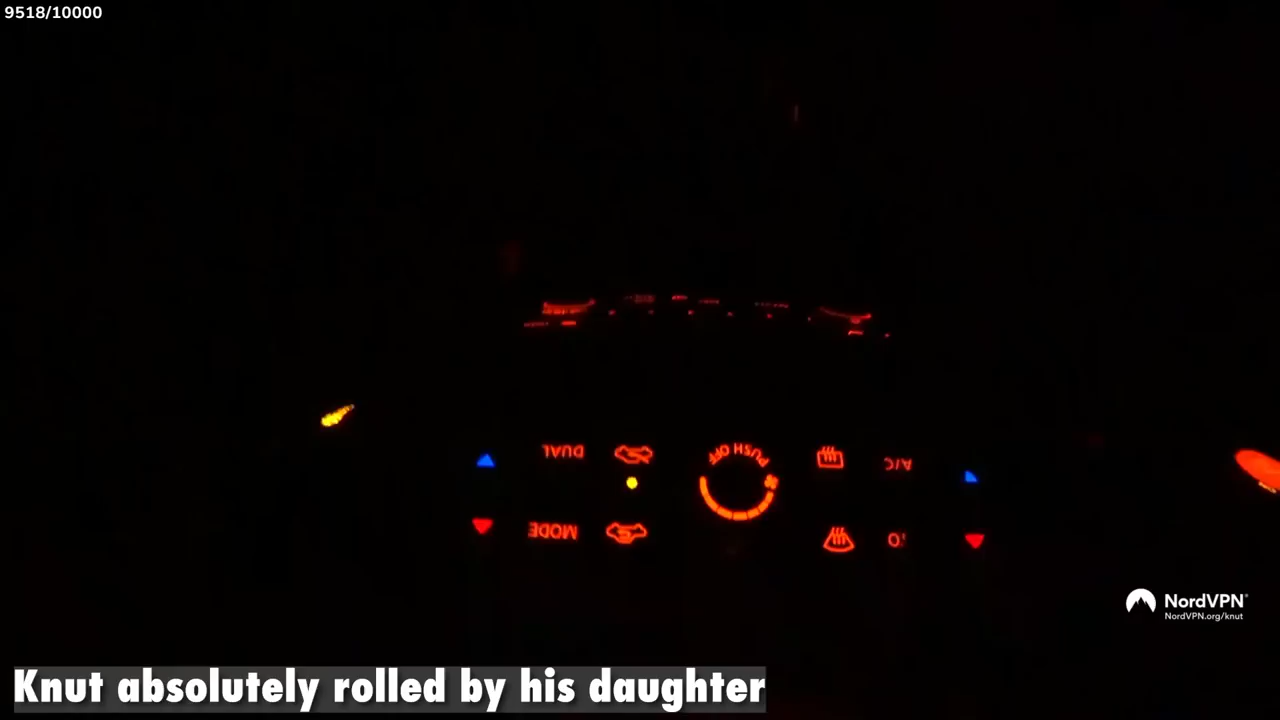 9518/10000
DUAL
PUSH OFF
A/C
MODE
NordVPN®
NordVPN.org/knut
Knut absolutely rolled by his daughter